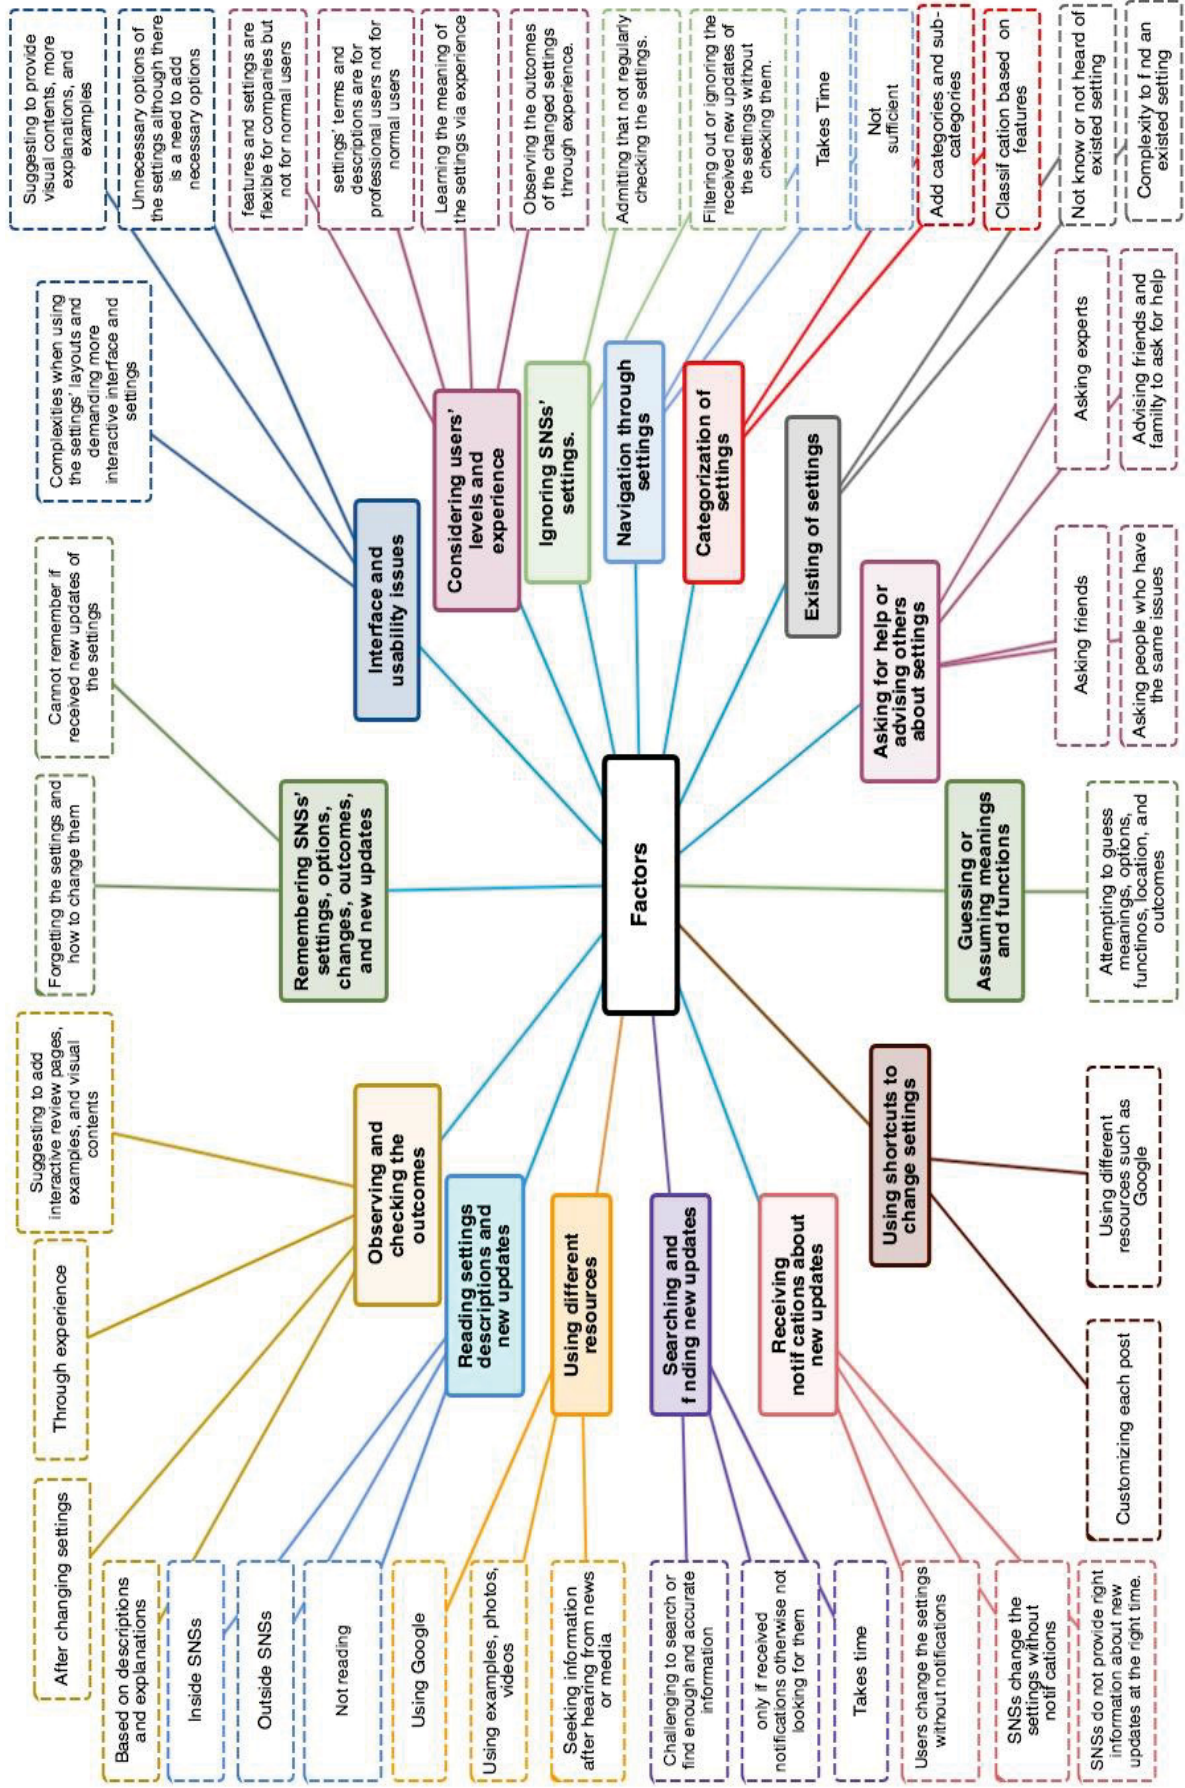 Factors
Remembering SNSs'
settings, options,
changes, outcomes,
and new updates
Forgetting the settings and
how to change them
Cannot remember if
received new updates of
the settings
Interface and
usability issues
Complexities when using
the settings' layouts and
demanding more
interactive interface and
settings
Suggesting to provide
visual contents, more
explanations, and
examples
Unnecessary options of
the settings although there
is a need to add
necessary options
Considering users'
levels and
experience
features and settings are
flexible for companies but
not for normal users
settings' terms and
descriptions are for
professional users not for
normal users
Learning the meaning of
the settings via experience
Observing the outcomes
of the changed settings
through experience.
Ignoring SNSs'
settings.
Admitting that not regularly
checking the settings.
Filtering out or ignoring the
received new updates of
the settings without
checking them.
Navigation through
settings
Takes Time
Not
sufficient
Categorization of
settings
Add categories and sub-
categories
Classif cation based on
features
Existing of settings
Not know or not heard of
existed setting
Complexity to f nd an
existed setting
Asking for help or
advising others
about settings
Asking experts
Advising friends and
familty to ask for help
Asking friends
Asking people who have
the same issues
Guessing or
Assuming meanings
and functions
Attempting to guess
meanings, options,
functinos, location, and
outcomes
Using shortcuts to
change settings
Using different
resources such as
Google
Customizing each post
Receiving
notif cations about
new updates
Users change the settings
without notifications
SNSs change the
settings without
notif cations
SNSs do not provide right
information about new
updates at the right time.
Searching and
f nding new updates
Challenging to search or
find enough and accurate
information
only if received
notifications otherwise not
looking for them
Takes time
Using different
resources
Using Google
Using examples, photos,
videos
Seeking information
after hearing from news
or media
Reading settings
descriptions and
new updates
Inside SNSs
Outside SNSs
Not reading
Observing and
checking the
outcomes
Suggesting to add
interactive review pages,
examples, and visual
contents
Through experience
After changing settings
Based on descriptions
and explanations